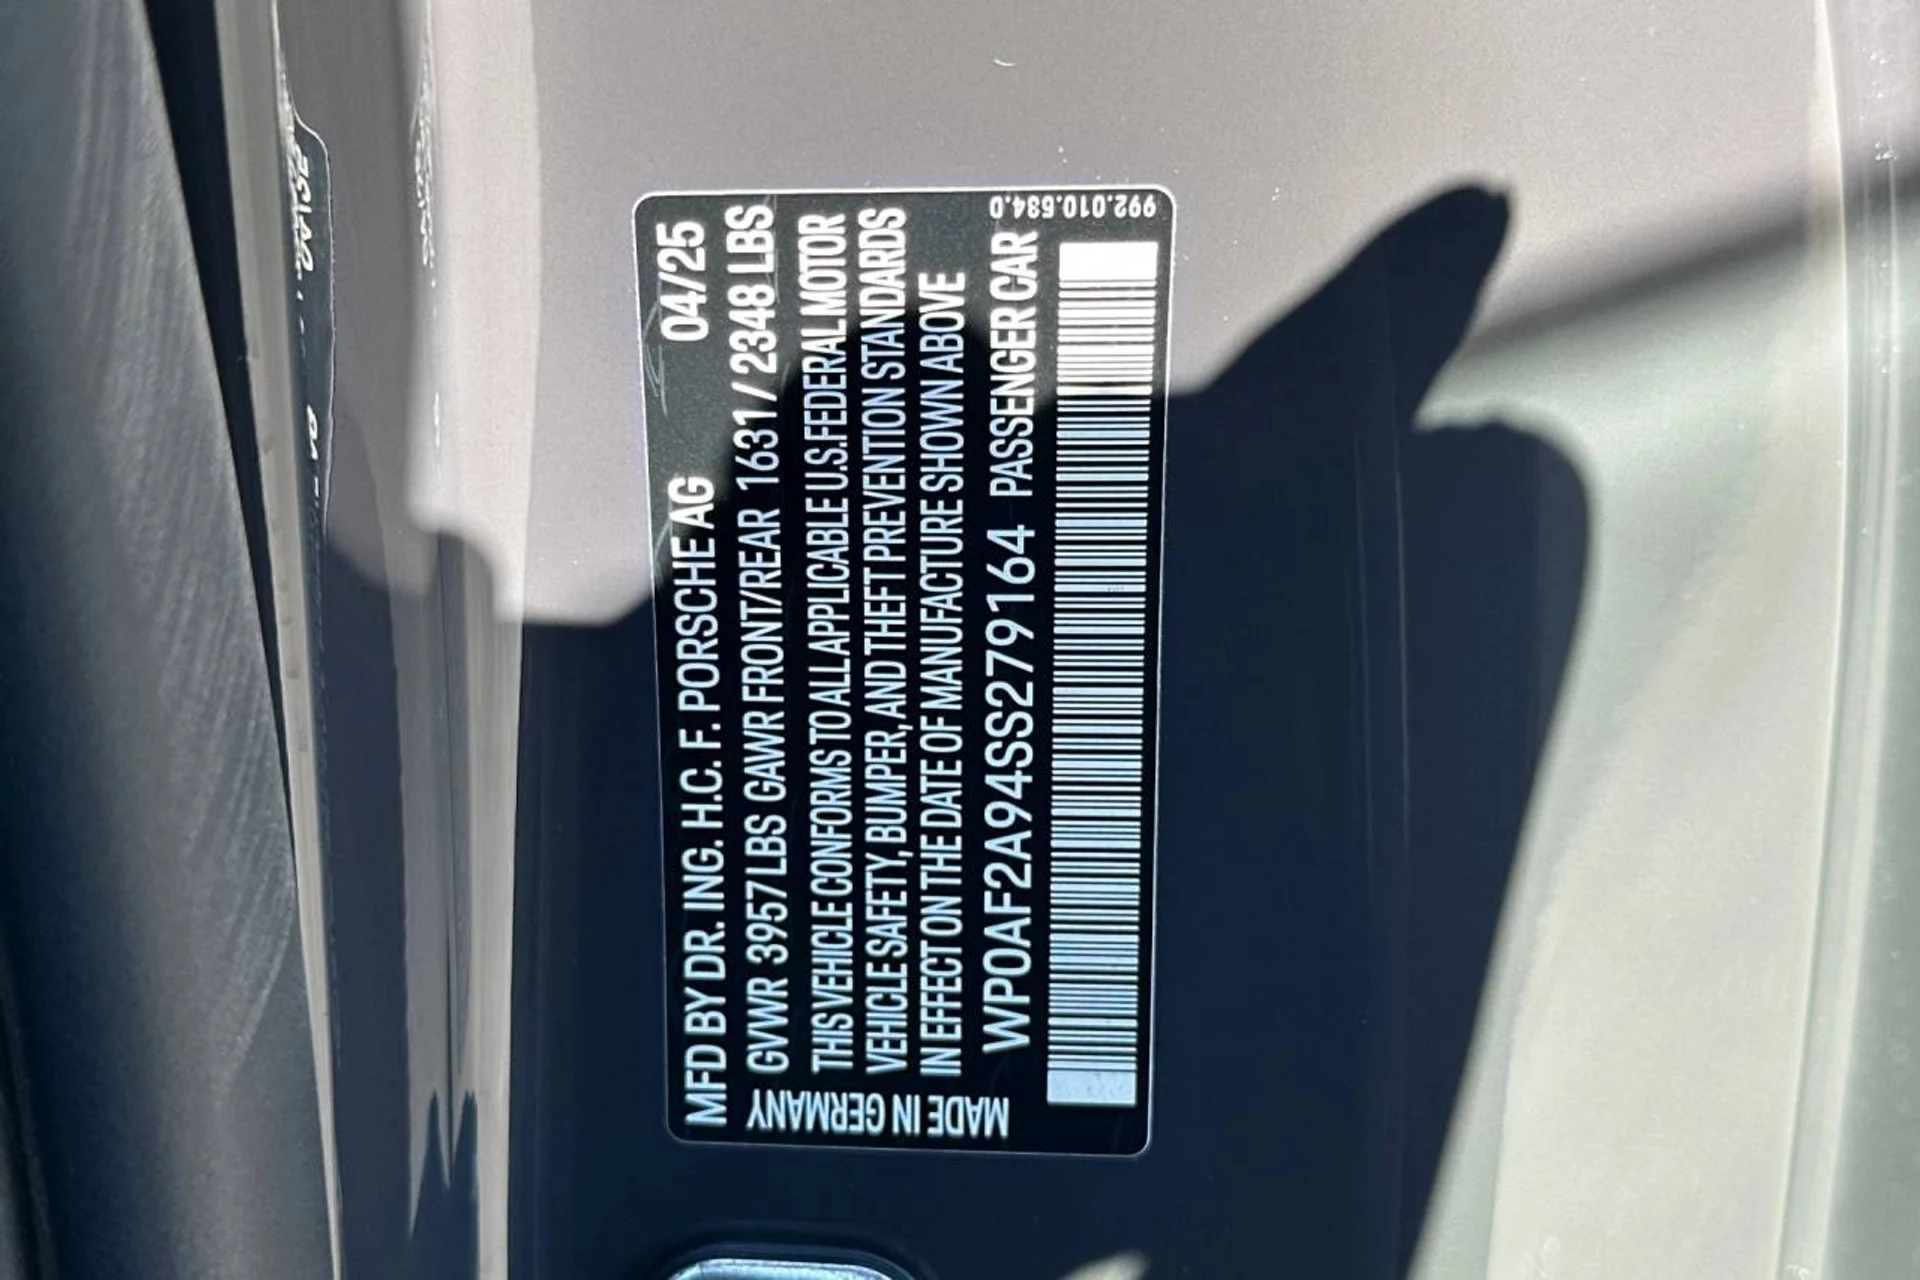 MFD BY DR. ING. H.C. F. PORSCHE AG 04/25
GVWR 3957 LBS GAWR FRONT/REAR 1631 / 2348 LBS
THIS VEHICLE CONFORMS TO ALL APPLICABLE U.S. FEDERAL MOTOR
VEHICLE SAFETY, BUMPER, AND THEFT PREVENTION STANDARDS
IN EFFECT ON THE DATE OF MANUFACTURE SHOWN ABOVE
WP0AF2A94SS279164 PASSENGER CAR
MADE IN GERMANY
992.010.684.0